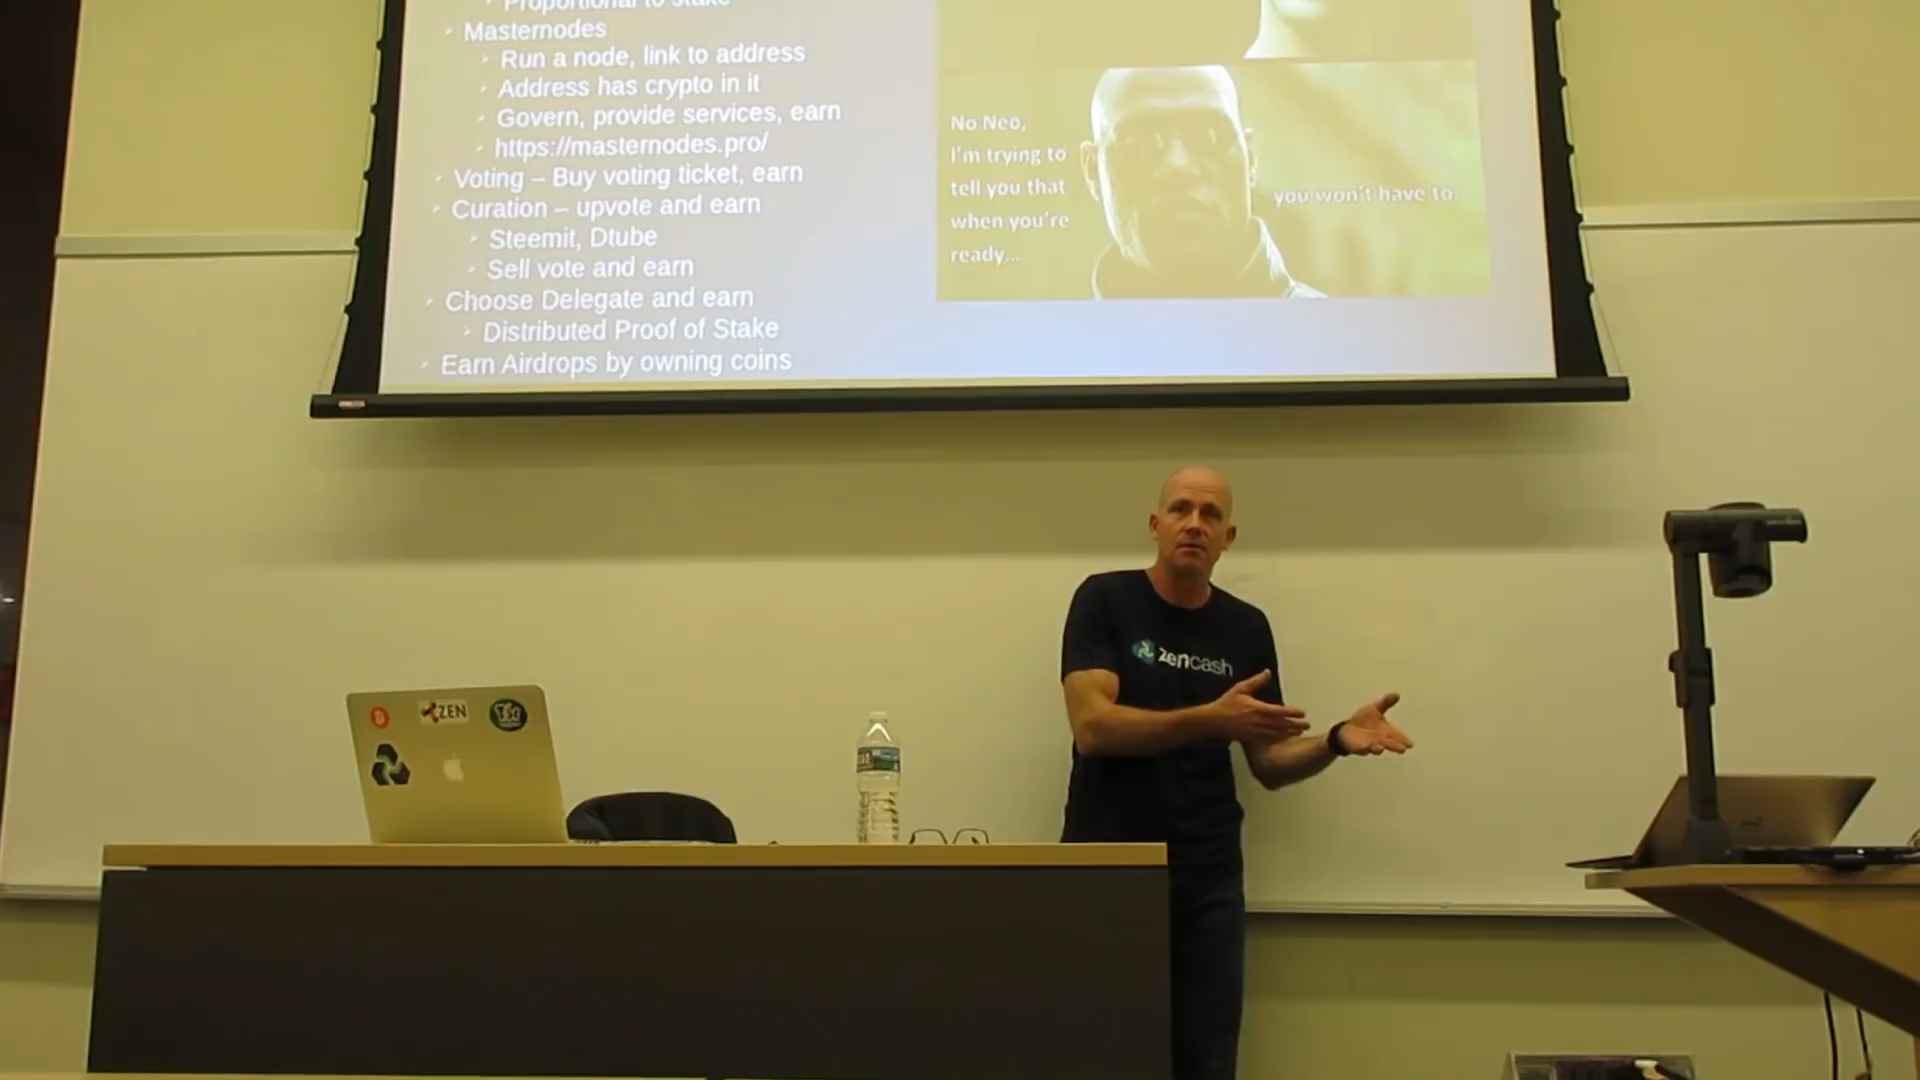 Proportional to stake
Masternodes
Run a node, link to address
Address has crypto in it
Govern, provide services, earn
https://masternodes.pro/
Voting – Buy voting ticket, earn
Curation – upvote and earn
Steemit, Dtube
Sell vote and earn
Choose Delegate and earn
Distributed Proof of Stake
Earn Airdrops by owning coins
No Neo,
I'm trying to
tell you that
when you're
ready...
you won't have to.
zencash
ZEN